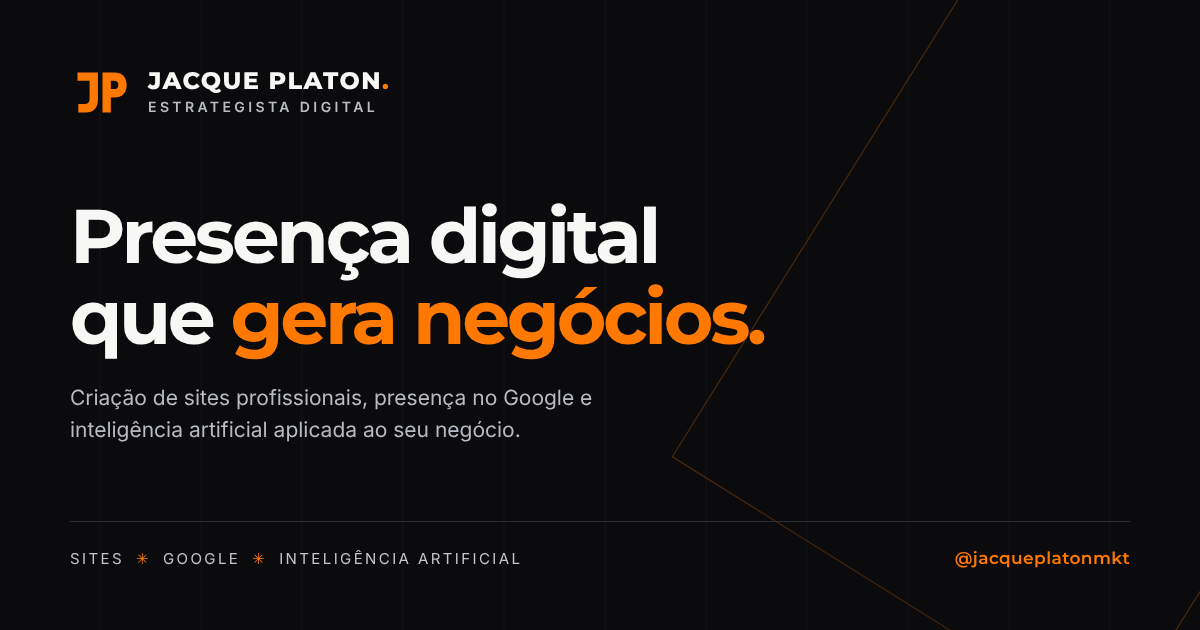 JP
JACQUE PLATON.
ESTRATEGISTA DIGITAL
Presença digital
que gera negócios.
Criação de sites profissionais, presença no Google e
inteligência artificial aplicada ao seu negócio.
SITES ✳ GOOGLE ✳ INTELIGÊNCIA ARTIFICIAL
@jacqueplatonmkt